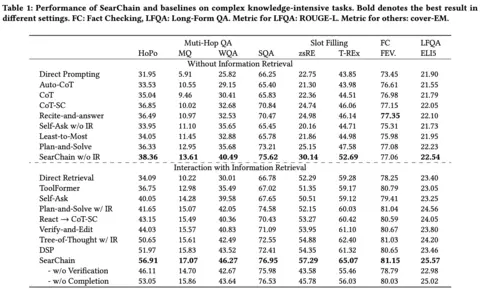 Table 1: Performance of SearChain and baselines on complex knowledge-intensive tasks. Bold denotes the best result in
different settings. FC: Fact Checking, LFQA: Long-Form QA. Metric for LFQA: ROUGE-L. Metric for others: cover-EM.
Muti-Hop QA Slot Filling FC LFQA
HoPo MQ WQA SQA zsRE T-REx FEV. ELI5
Without Information Retrieval
Direct Prompting 31.95 5.91 25.82 66.25 22.75 43.85 73.45 21.90
Auto-CoT 33.53 10.55 29.15 65.40 21.30 43.98 76.61 21.55
CoT 35.04 9.46 30.41 65.83 22.36 44.51 76.98 21.79
CoT-SC 36.85 10.02 32.68 70.84 24.74 46.06 77.15 22.05
Recite-and-answer 36.49 10.97 32.53 70.47 24.98 46.14 77.35 22.10
Self-Ask w/o IR 33.95 11.10 35.65 65.45 20.16 44.71 75.31 21.73
Least-to-Most 34.05 11.45 32.88 65.78 21.86 44.98 75.98 21.95
Plan-and-Solve 36.33 12.95 35.68 73.21 25.15 47.58 77.08 22.23
SearChain w/o IR 38.36 13.61 40.49 75.62 30.14 52.69 77.06 22.54
Interaction with Information Retrieval
Direct Retrieval 34.09 10.22 30.01 66.78 52.29 59.28 78.25 23.40
ToolFormer 36.75 12.98 35.49 67.02 51.35 59.17 80.79 23.05
Self-Ask 40.05 14.28 39.58 67.65 50.51 59.12 79.41 23.25
Plan-and-Solve w/ IR 41.65 15.07 42.05 74.58 52.15 60.03 81.04 24.56
React → CoT-SC 43.15 15.49 40.36 70.43 53.27 60.42 80.59 24.05
Verify-and-Edit 44.03 15.57 40.83 71.09 53.95 61.10 80.67 23.80
Tree-of-Thought w/ IR 50.65 15.61 42.49 72.55 54.88 62.40 81.03 24.20
DSP 51.97 15.83 43.52 72.41 54.35 61.32 80.65 23.46
SearChain 56.91 17.07 46.27 76.95 57.29 65.07 81.15 25.57
- w/o Verification 46.11 14.70 42.67 75.98 43.58 55.46 78.79 22.98
- w/o Completion 53.05 15.86 43.64 76.53 45.78 56.03 80.03 25.02